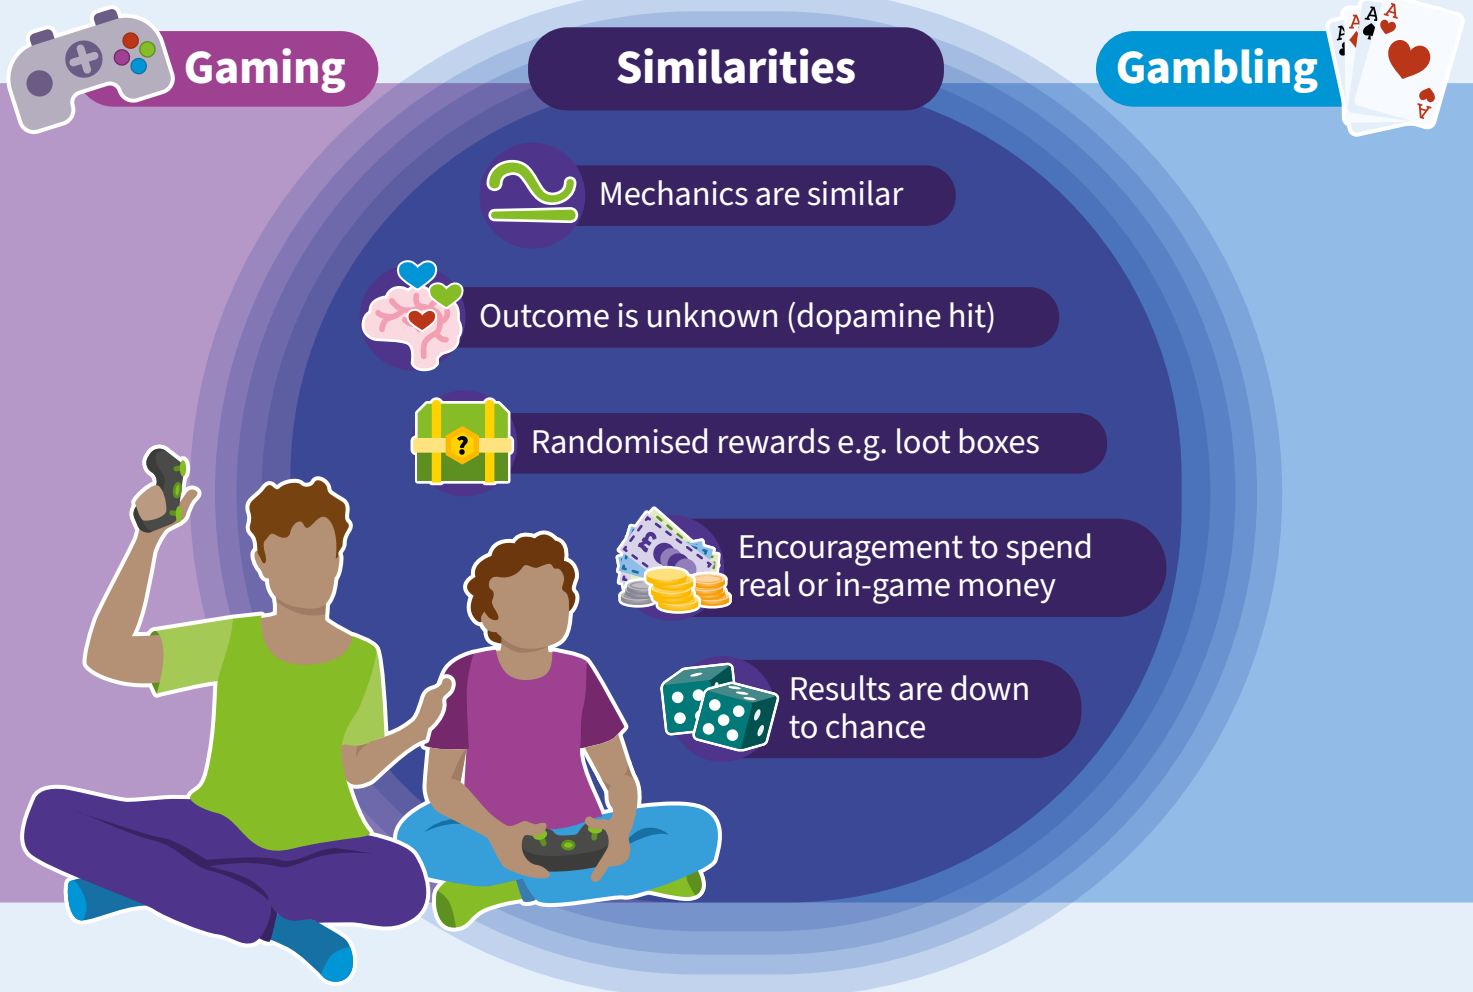 Gaming
Similarities
Gambling
A
A
A
A
A
Mechanics are similar
Outcome is unknown (dopamine hit)
?
Randomised rewards e.g. loot boxes
£
Encouragement to spend
real or in-game money
Results are down
to chance